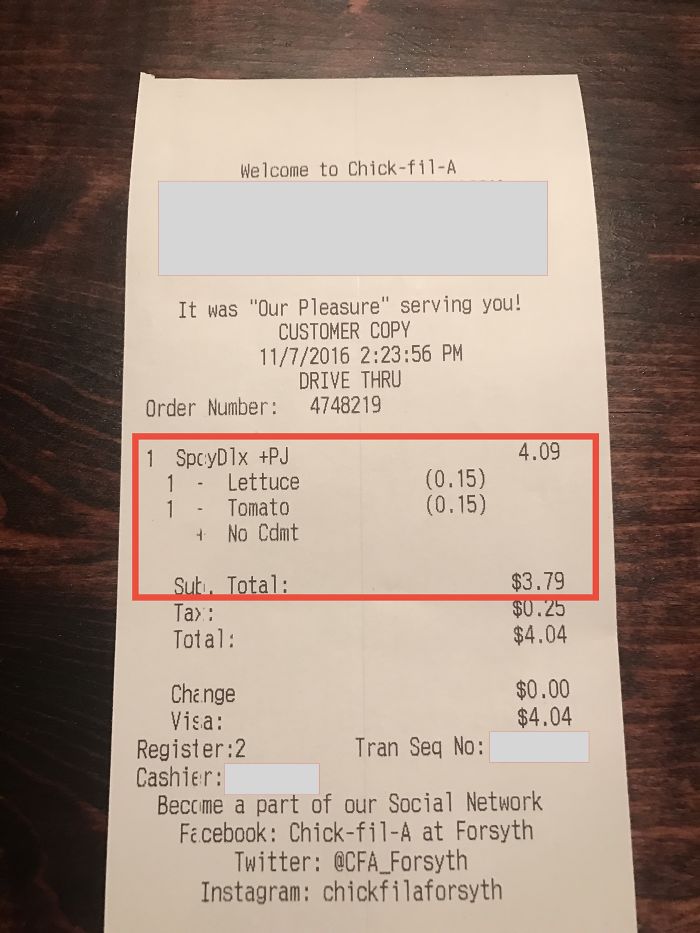 Welcome to Chick-fil-A
It was "Our Pleasure" serving you!
CUSTOMER COPY
11/7/2016 2:23:56 PM
DRIVE THRU
Order Number: 4748219
1 SpcyDlx +PJ 4.09
1 - Lettuce (0.15)
1 - Tomato (0.15)
+ No Cdmt
Sub. Total: $3.79
Tax: $0.25
Total: $4.04
Change $0.00
Visa: $4.04
Register:2 Tran Seq No:
Cashier:
Become a part of our Social Network
Facebook: Chick-fil-A at Forsyth
Twitter: @CFA_Forsyth
Instagram: chickfilaforsyth